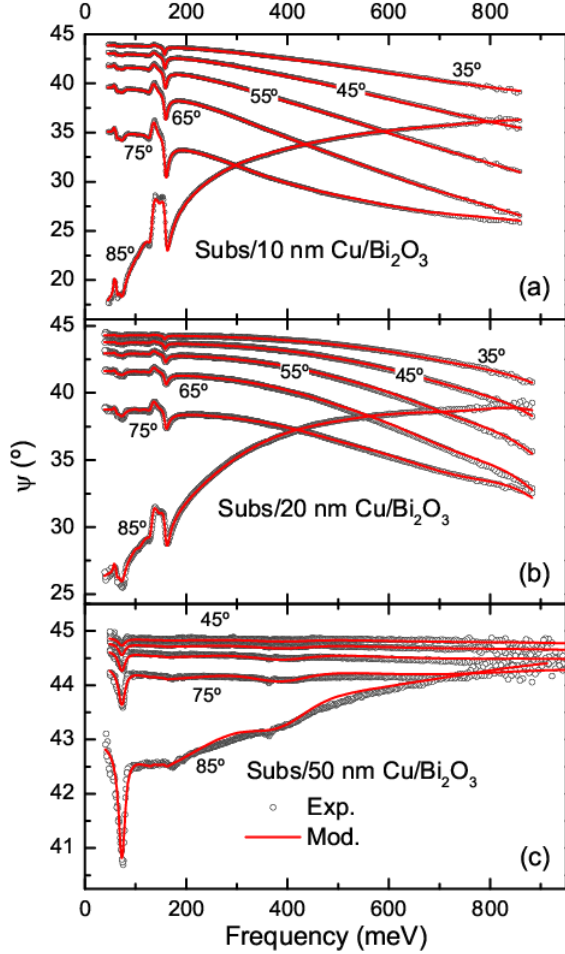 0 200 400 600 800
(a)
45
40
35
30
25
20
35º
45º
55º
65º
75º
85º
Subs/10 nm Cu/Bi₂O₃
(a)
45
40
35
30
25
35º
45º
55º
65º
75º
85º
Subs/20 nm Cu/Bi₂O₃
(b)
Ψ (º)
45
44
43
42
41
45º
75º
85º
Subs/50 nm Cu/Bi₂O₃
Exp.
Mod.
(c)
0 200 400 600 800
Frequency (meV)